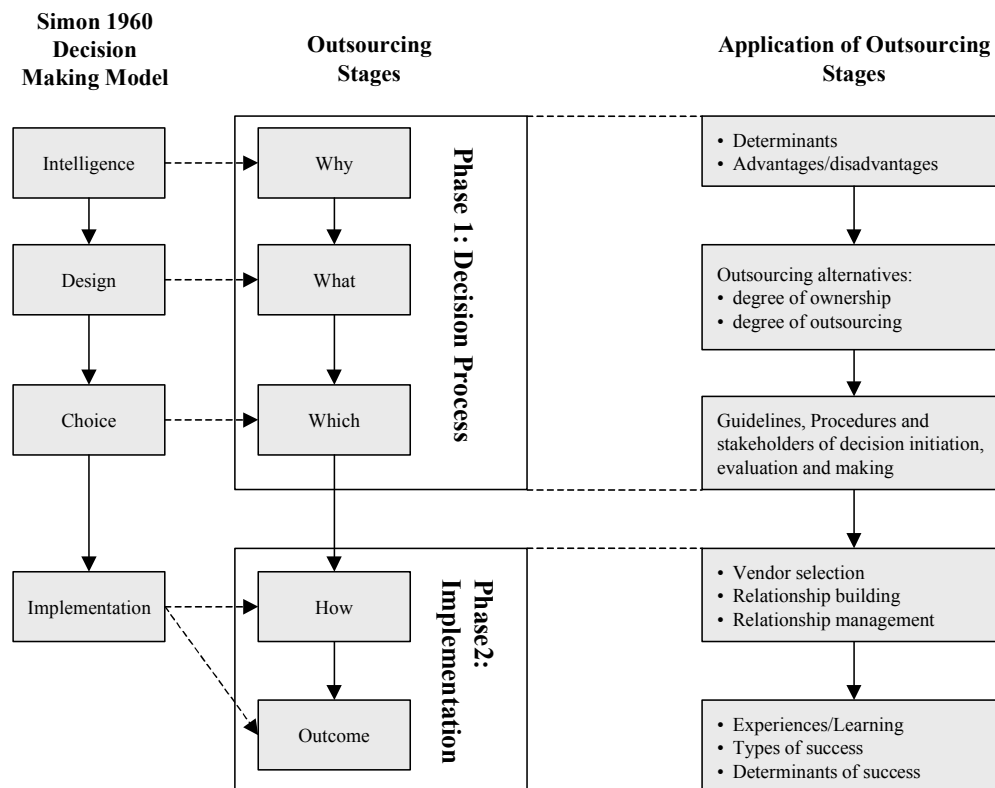 Simon 1960
Decision
Making Model
Outsourcing
Stages
Application of Outsourcing
Stages
Intelligence
Design
Choice
Implementation
Why
What
Which
Phase 1: Decision Process
How
Outcome
Phase2:
Implementation
• Determinants
• Advantages/disadvantages
Outsourcing alternatives:
• degree of ownership
• degree of outsourcing
Guidelines, Procedures and
stakeholders of decision initiation,
evaluation and making
• Vendor selection
• Relationship building
• Relationship management
• Experiences/Learning
• Types of success
• Determinants of success